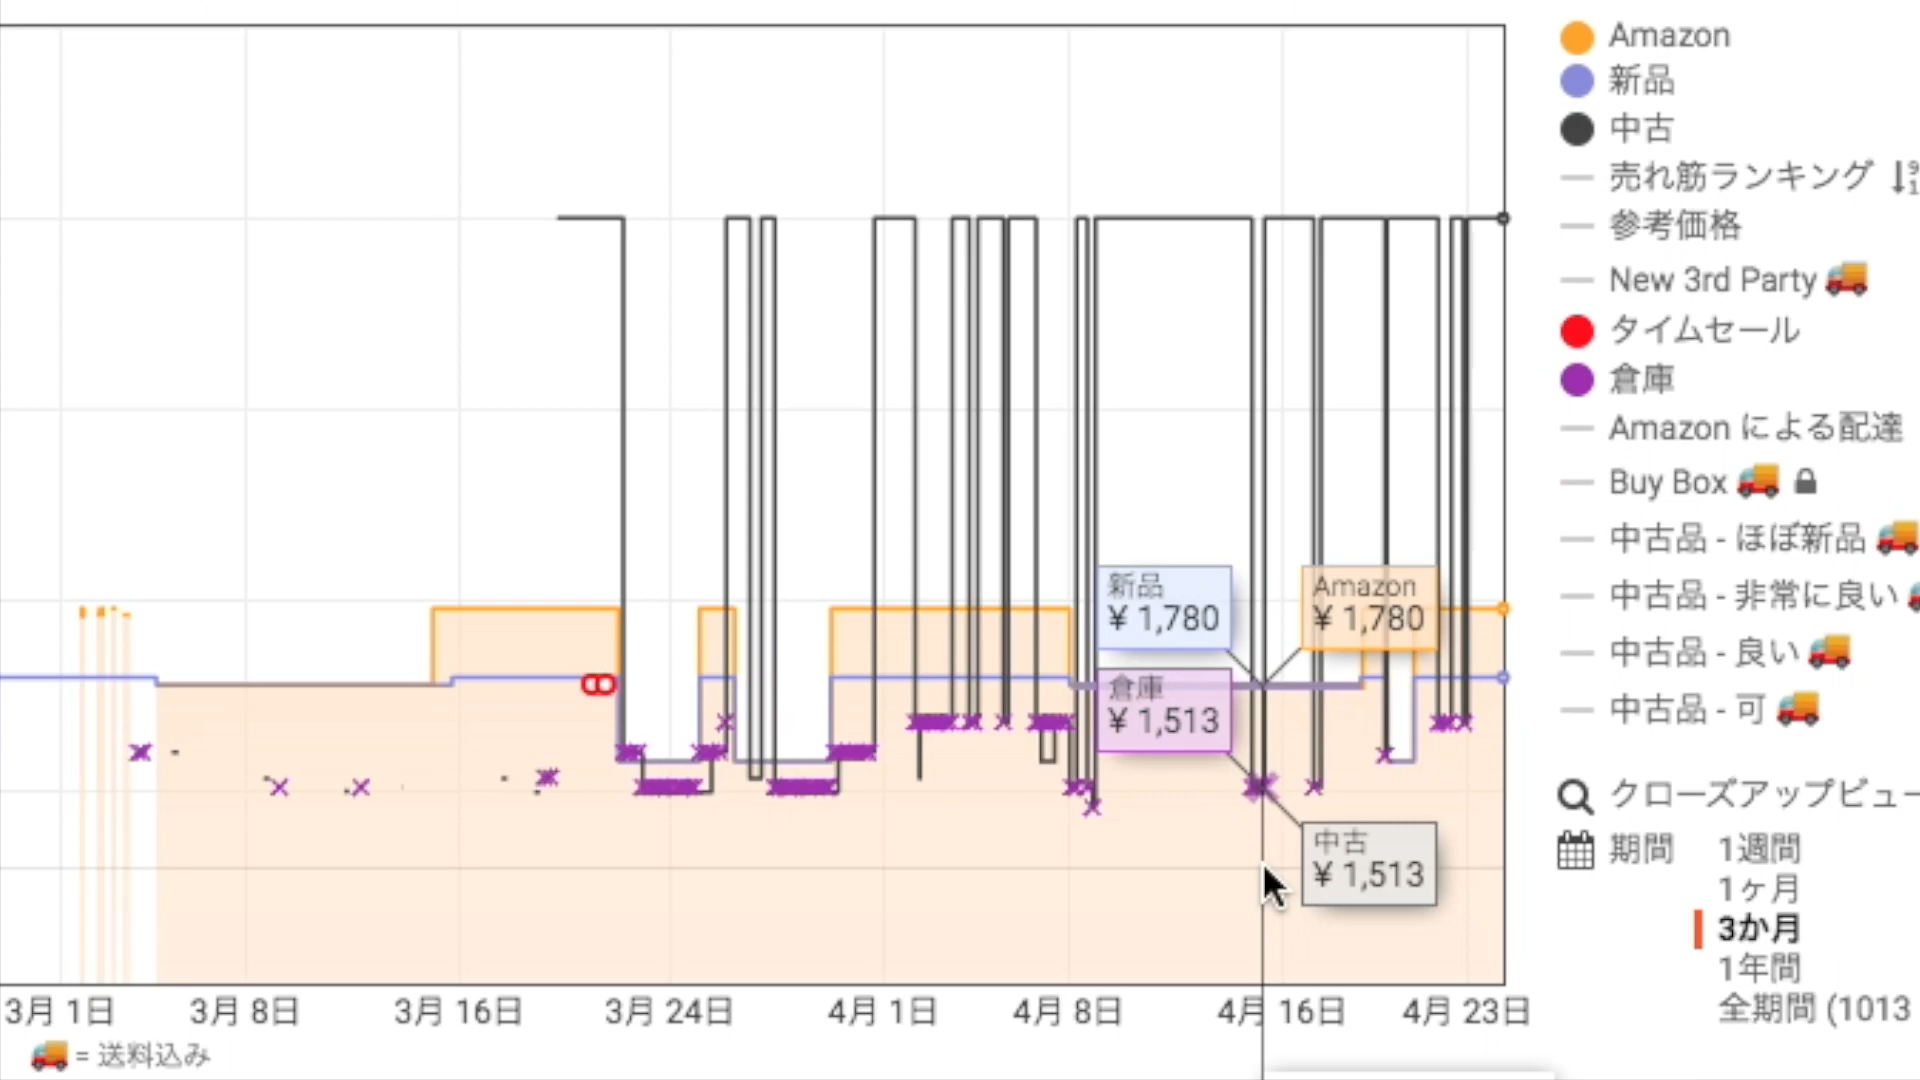 Amazon
新品
中古
売れ筋ランキング
参考価格
New 3rd Party
タイムセール
倉庫
Amazon による配達
Buy Box
中古品 - ほぼ新品
中古品 - 非常に良い
中古品 - 良い
中古品 - 可
クローズアップビュー
期間 1週間
1ヶ月
3か月
1年間
全期間 (1013
新品
¥ 1,780
Amazon
¥ 1,780
倉庫
¥ 1,513
中古
¥ 1,513
3月 1日 3月 8日 3月 16日 3月 24日 4月 1日 4月 8日 4月 16日 4月 23日
= 送料込み